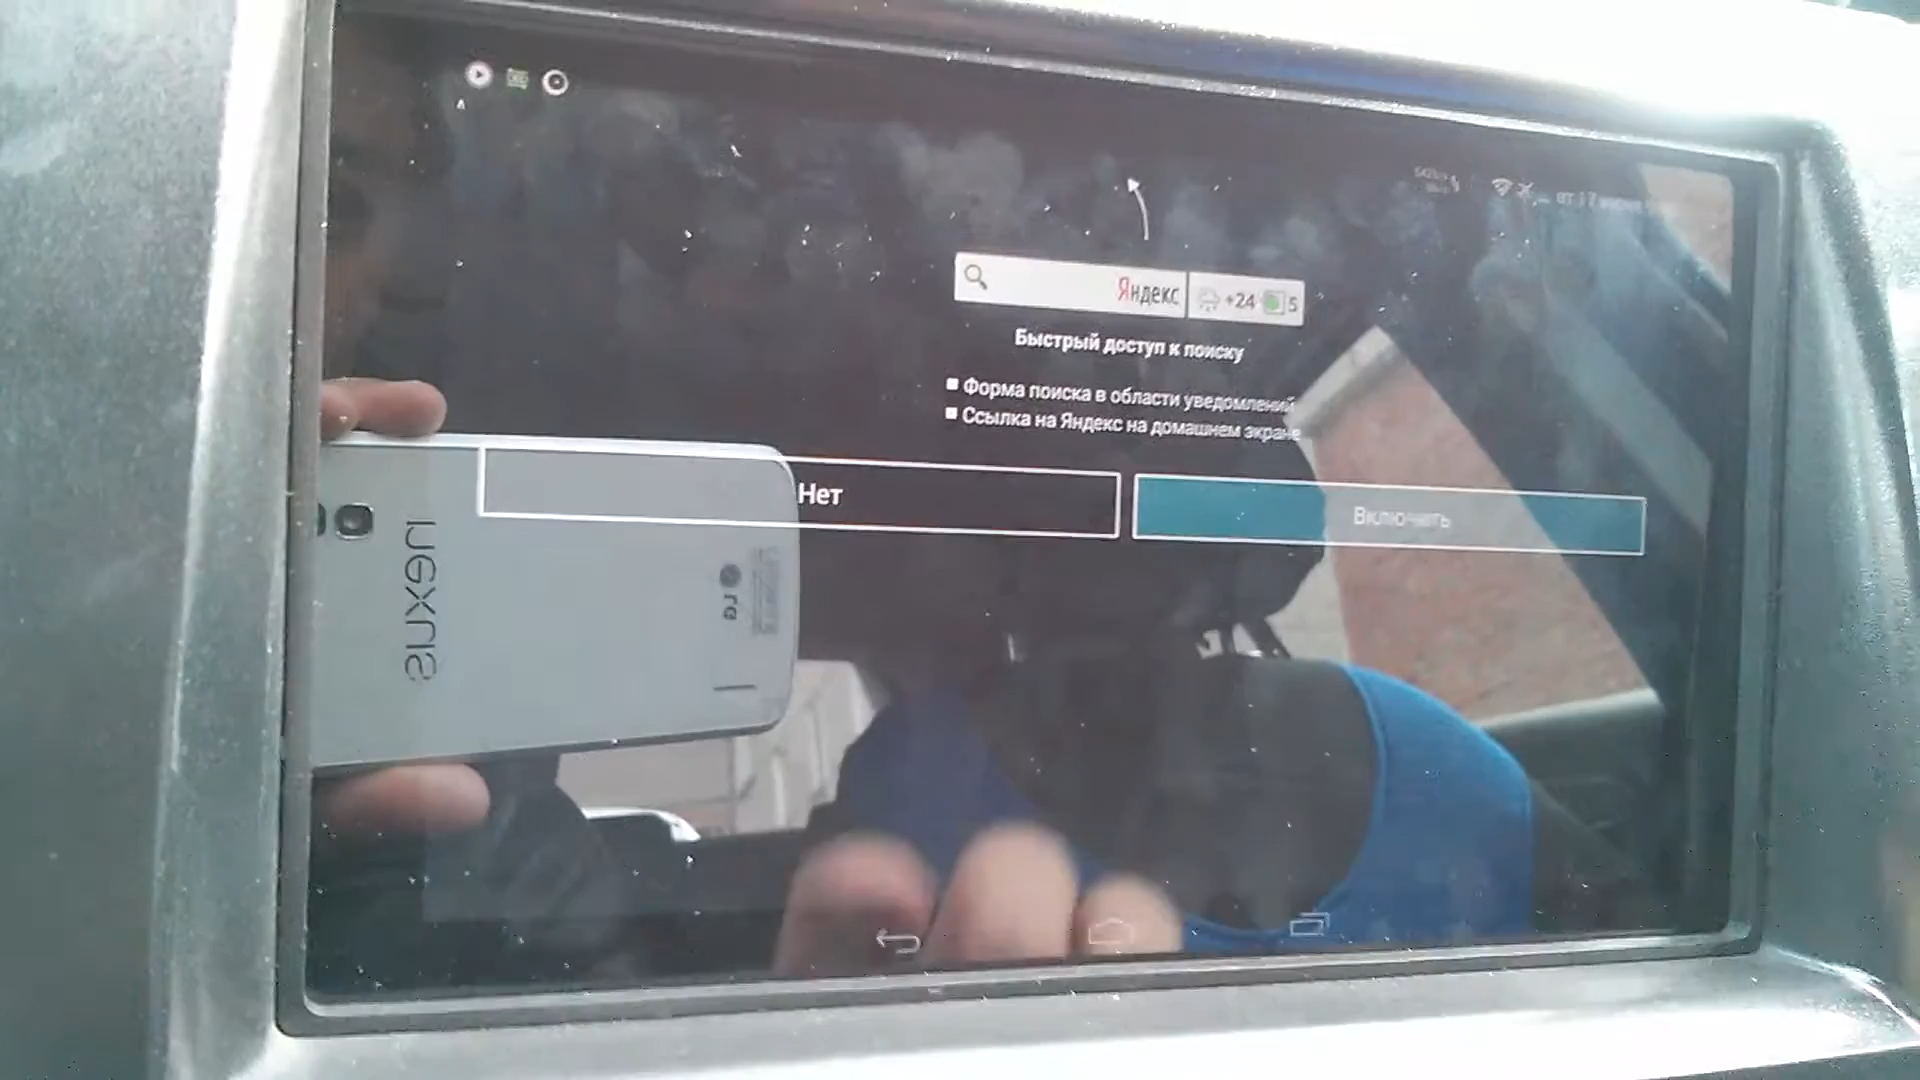 Яндекс
+24
5
Быстрый доступ к поиску
Форма поиска в области уведомлений
Ссылка на Яндекс на домашнем экране
Нет
Включить
nexus
LG